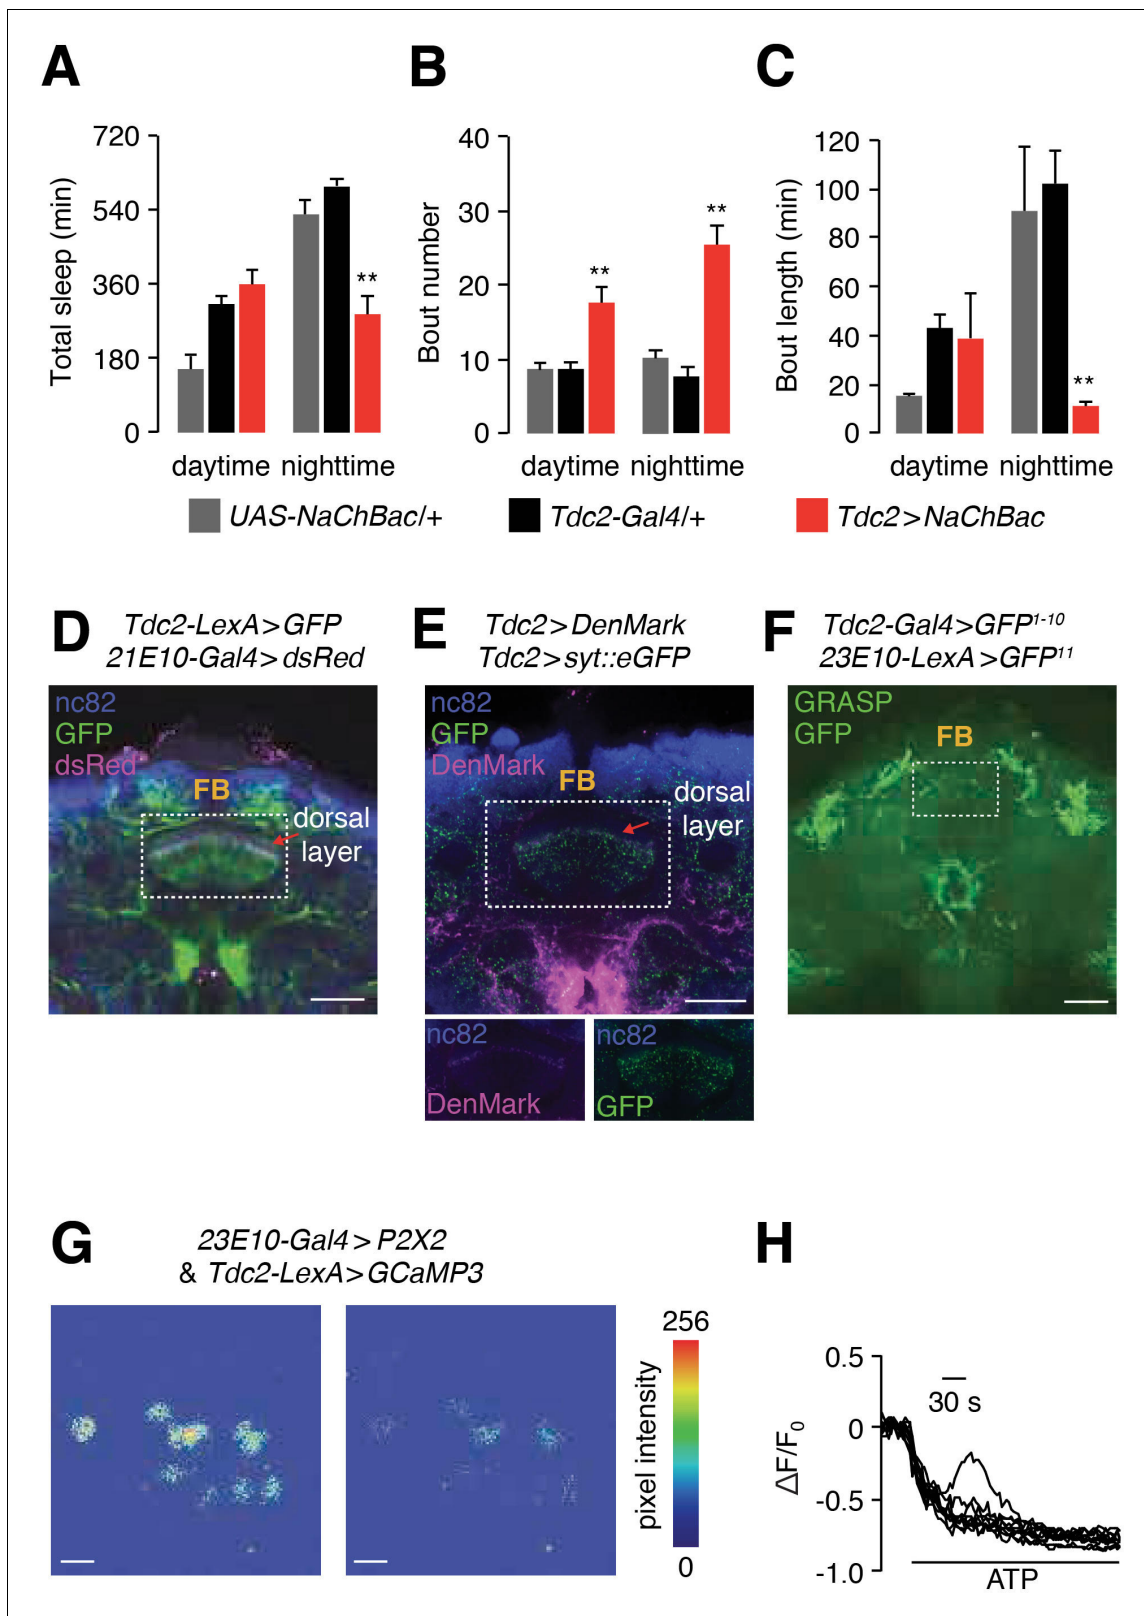 A
B
C
Total sleep (min)
720
540
360
180
0
**
daytime nighttime
Bout number
40
30
20
10
0
**
**
daytime nighttime
Bout length (min)
120
100
80
60
40
20
0
**
daytime nighttime
UAS-NaChBac/+
Tdc2-Gal4/+
Tdc2>NaChBac
D
Tdc2-LexA>GFP
21E10-Gal4>dsRed
nc82
GFP
dsRed
FB
dorsal
layer
E
Tdc2>DenMark
Tdc2>syt::eGFP
nc82
GFP
DenMark
FB
dorsal
layer
nc82
DenMark
nc82
GFP
F
Tdc2-Gal4>GFP¹⁻¹⁰
23E10-LexA>GFP¹¹
GRASP
GFP
FB
G
23E10-Gal4>P2X2
& Tdc2-LexA>GCaMP3
256
pixel intensity
0
H
ΔF/F₀
0.5
0
-0.5
-1.0
30 s
ATP